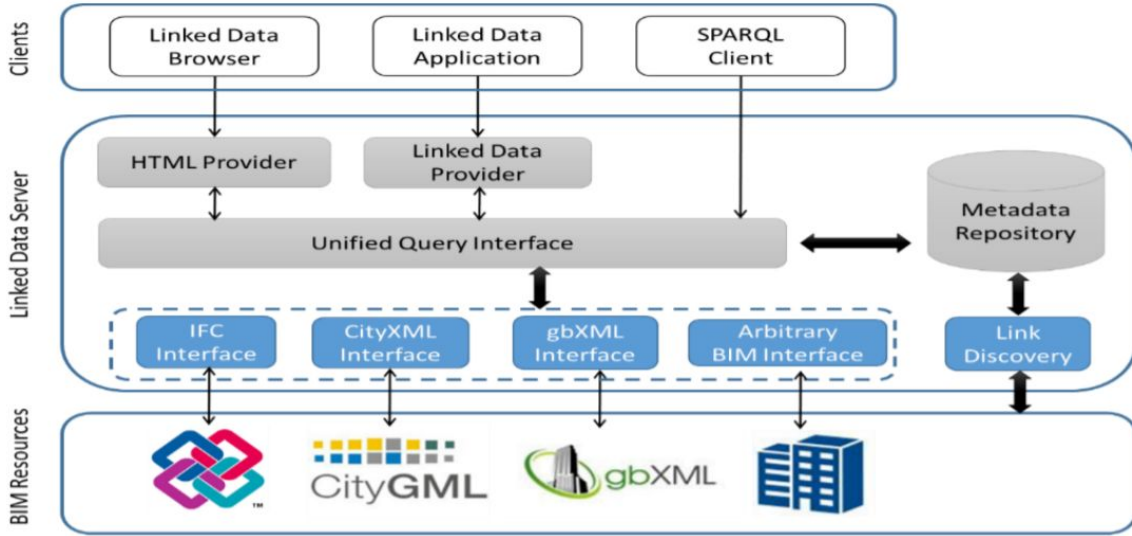 Clients
Linked Data
Browser
Linked Data
Application
SPARQL
Client
Linked Data Server
HTML Provider
Linked Data
Provider
Unified Query Interface
Metadata
Repository
IFC
Interface
CityXML
Interface
gbXML
Interface
Arbitrary
BIM Interface
Link
Discovery
BIM Resources
TM
CityGML
gbXML